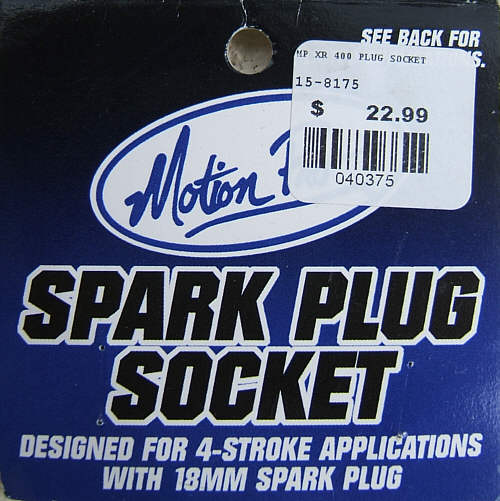 SEE BACK FOR
MP XR 400 PLUG SOCKET
15-8175
$ 22.99
040375
Motion
SPARK PLUG
SOCKET
DESIGNED FOR 4-STROKE APPLICATIONS
WITH 18MM SPARK PLUG